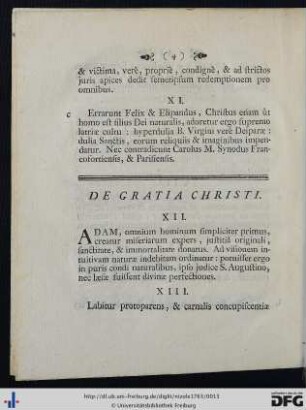 ( 4 )
& victima, verè, propriè, condignè, & ad strictos
juris apices dedit semetipsum redemptionem pro
omnibus.
XI.
c Errarunt Felix & Elipandus, Christus etiam ût
homo est filius Dei naturalis, adoretur ergo supremo
latriæ cultu : hyperdulia B. Virgini verè Deiparæ :
dulia Sanctis, eorum reliquiis & imaginibus impen-
datur. Nec contradicunt Carolus M. Synodus Fran-
cofortiensis, & Parisiensis.
DE GRATIA CHRISTI.
XII.
ADAM, omnium hominum simpliciter primus,
creatur miseriarum expers, justitiâ originali,
sanctitate, & immortalitate donatus. Ad visionem in-
tuitivam naturæ indebitam ordinatur : potuisset ergo
in puris condi naturalibus, ipso judice S. Augustino,
nec læsæ fuissent divinæ perfectiones.
XIII.
Labitur protoparens, & carnalis concupiscentiæ
http://dl.ub.uni-freiburg.de/diglit/nicola1783/0013
© Universitätsbibliothek Freiburg
DFG